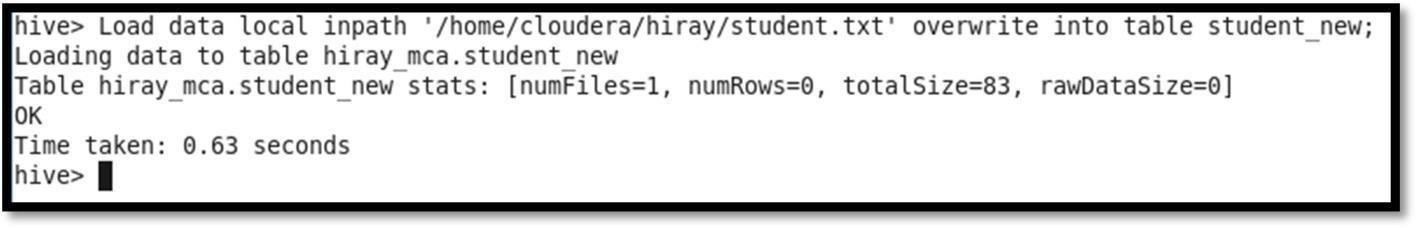 hive> Load data local inpath '/home/cloudera/hiray/student.txt' overwrite into table student_new;
Loading data to table hiray_mca.student_new
Table hiray_mca.student_new stats: [numFiles=1, numRows=0, totalSize=83, rawDataSize=0]
OK
Time taken: 0.63 seconds
hive>